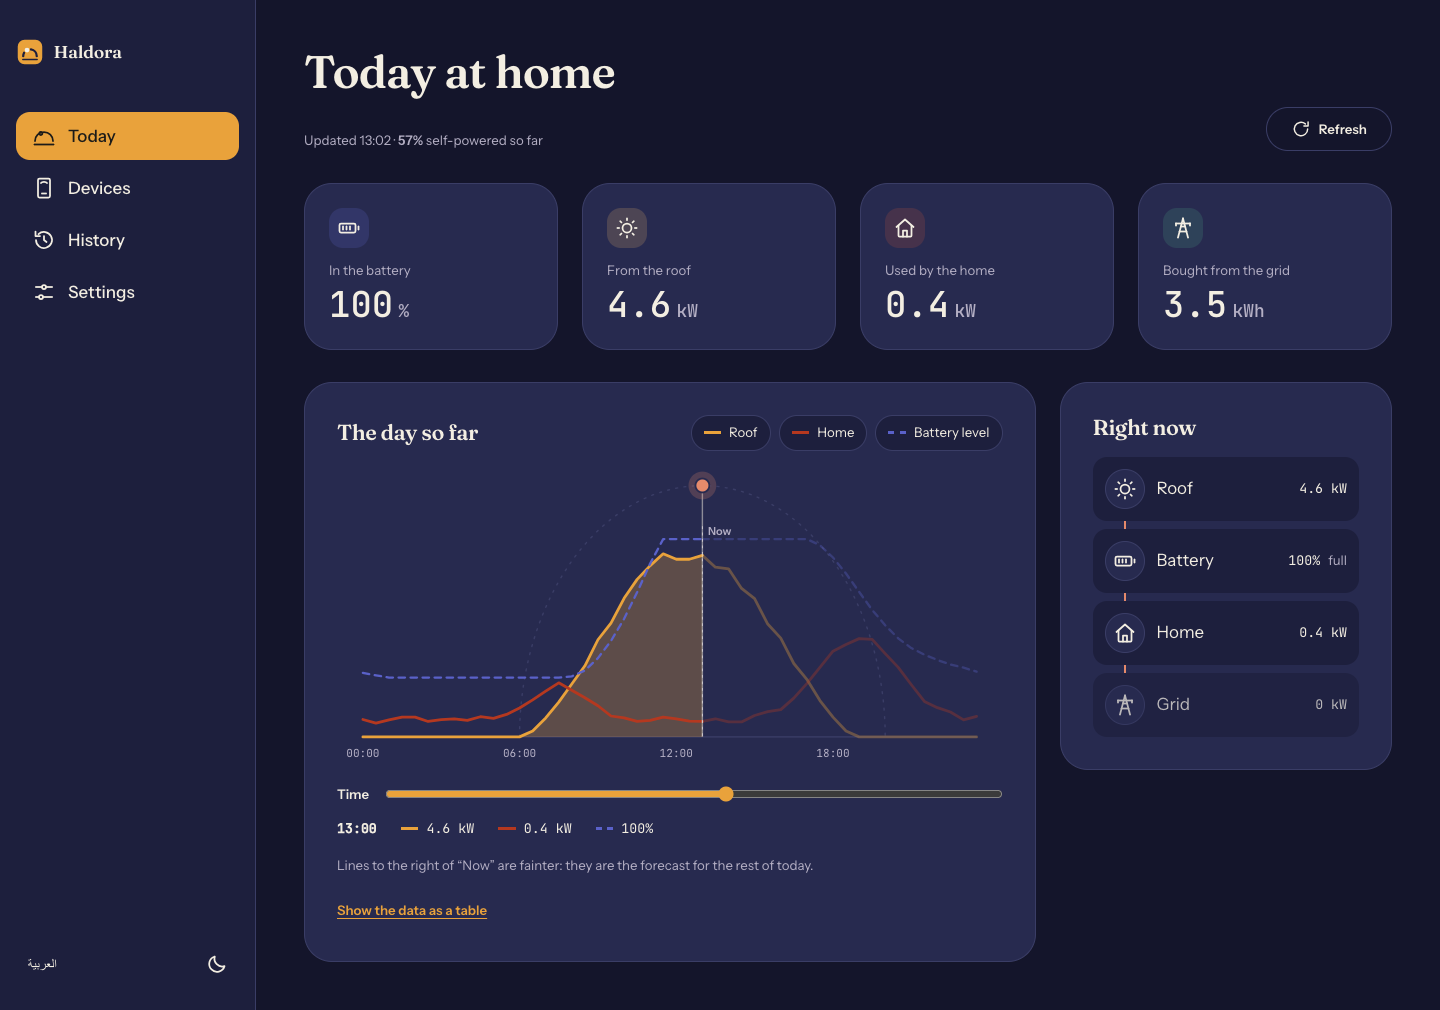 Haldora
Today
Devices
History
Settings
العربية
Today at home
Updated 13:02 · 57% self-powered so far
Refresh
In the battery
100 %
From the roof
4.6 kW
Used by the home
0.4 kW
Bought from the grid
3.5 kWh
The day so far
Roof
Home
Battery level
Now
00:00 06:00 12:00 18:00
Time
13:00 4.6 kW 0.4 kW 100%
Lines to the right of “Now” are fainter: they are the forecast for the rest of today.
Show the data as a table
Right now
Roof 4.6 kW
Battery 100% full
Home 0.4 kW
Grid 0 kW